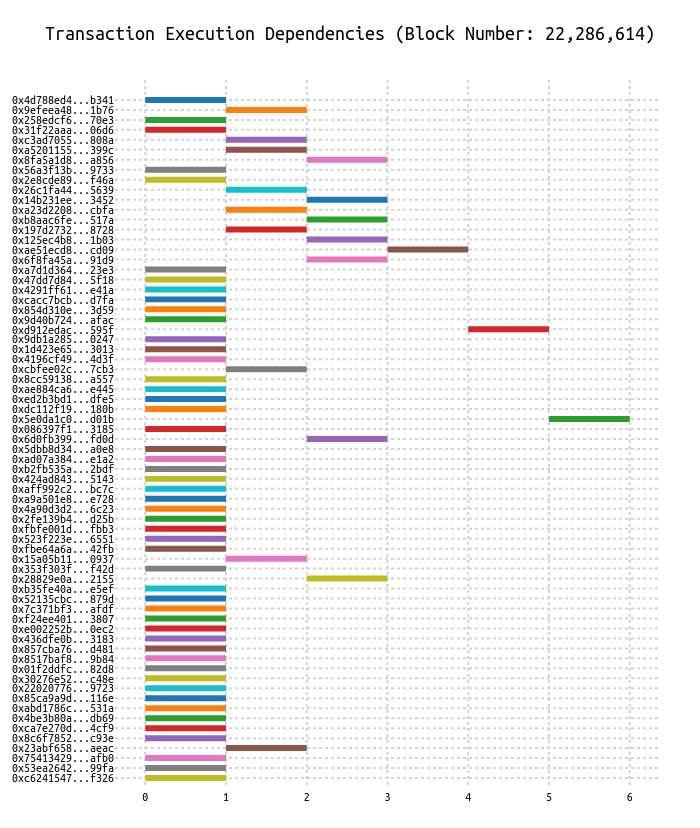 Transaction Execution Dependencies (Block Number: 22,286,614)
0x4d788ed4...b341
0x9efeea48...1b76
0x258edcf6...70e3
0x31f22aaa...06d6
0xc3ad7055...808a
0xa5201155...399c
0x8fa5a1d8...a856
0x56a3f13b...9733
0x2e8cde89...f46a
0x26c1fa44...5639
0x14b231ee...3452
0xa23d2208...cbfa
0xb8aac6fe...517a
0x197d2732...8728
0x125ec4b8...1b03
0xae51ecd8...cd09
0x6f8fa45a...91d9
0xa7d1d364...23e3
0x47dd7d84...5f18
0x4291ff61...e41a
0xcacc7bcb...d7fa
0x854d310e...3d59
0x9d40b724...afac
0xd912edac...595f
0x9db1a285...0247
0x1d423e65...3013
0x4196cf49...4d3f
0xcbfee02c...7cb3
0x8cc59138...a557
0xae884ca6...e445
0xed2b3bd1...dfe5
0xdc112f19...180b
0x5e0da1c0...d01b
0x086397f1...3185
0x6d0fb399...fd0d
0x5dbb8d34...a0e8
0xad07a384...e1a2
0xb2fb535a...2bdf
0x424ad843...5143
0xaff992c2...bc7c
0xa9a501e8...e728
0x4a90d3d2...6c23
0x2fe139b4...d25b
0xfbfe001d...fbb3
0x523f223e...6551
0xfbe64a6a...42fb
0x15a05b11...0937
0x353f303f...f42d
0x28829e0a...2155
0xb35fe40a...e5ef
0x52135cbc...879d
0x7c371bf3...afdf
0xf24ee401...3807
0xe002252b...0ec2
0x436dfe0b...3183
0x857cba76...d481
0x8517baf8...9b84
0x01f2ddfc...82d8
0x30276e52...c48e
0x22020776...9723
0x85ca9a9d...116e
0xabd1786c...531a
0x4be3b80a...db69
0xca7e270d...4cf9
0x8c6f7852...c93e
0x23abf658...aeac
0x75413429...afb0
0x53ea2642...99fa
0xc6241547...f326
0 1 2 3 4 5 6